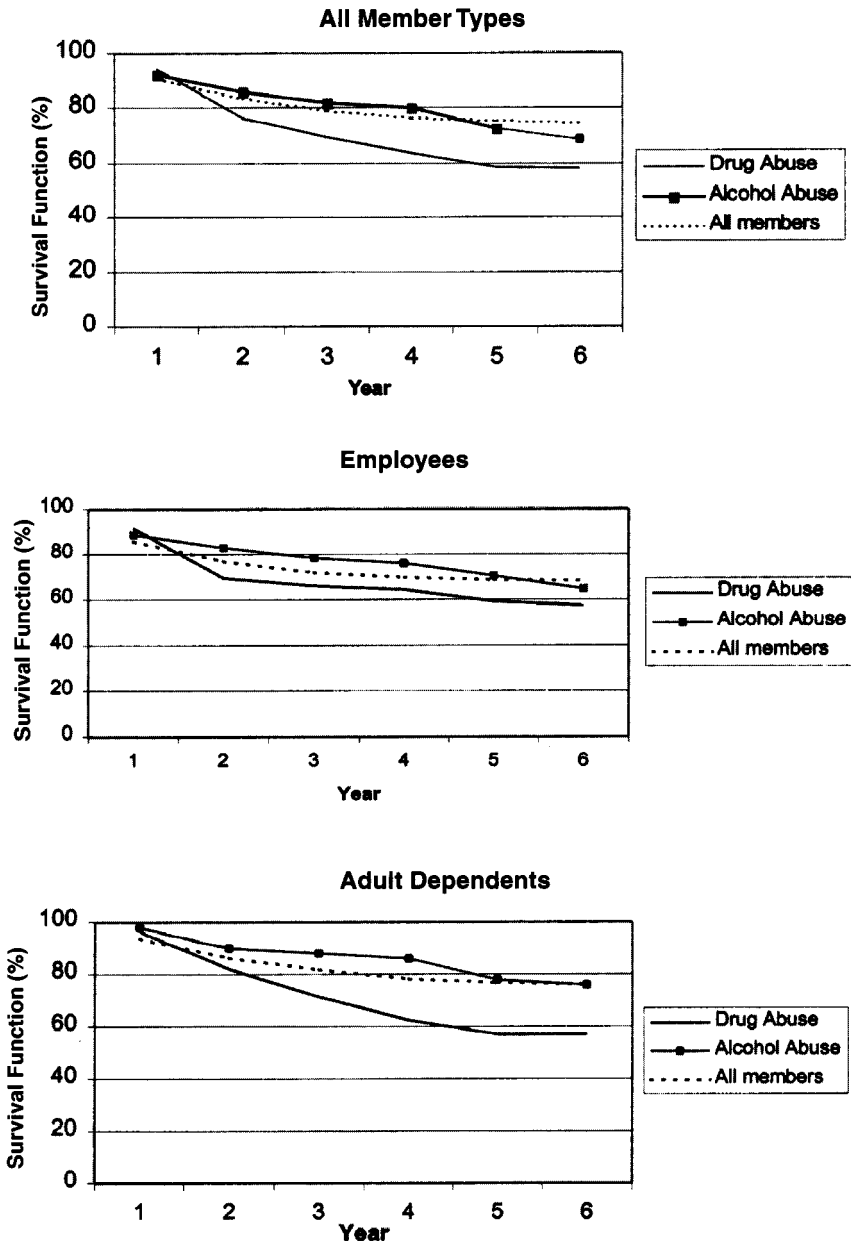 All Member Types
Survival Function (%)
100
80
60
40
20
0
1 2 3 4 5 6
Year
Drug Abuse
Alcohol Abuse
All members
Employees
Survival Function (%)
100
80
60
40
20
0
1 2 3 4 5 6
Year
Drug Abuse
Alcohol Abuse
All members
Adult Dependents
Survival Function (%)
100
80
60
40
20
0
1 2 3 4 5 6
Year
Drug Abuse
Alcohol Abuse
All members